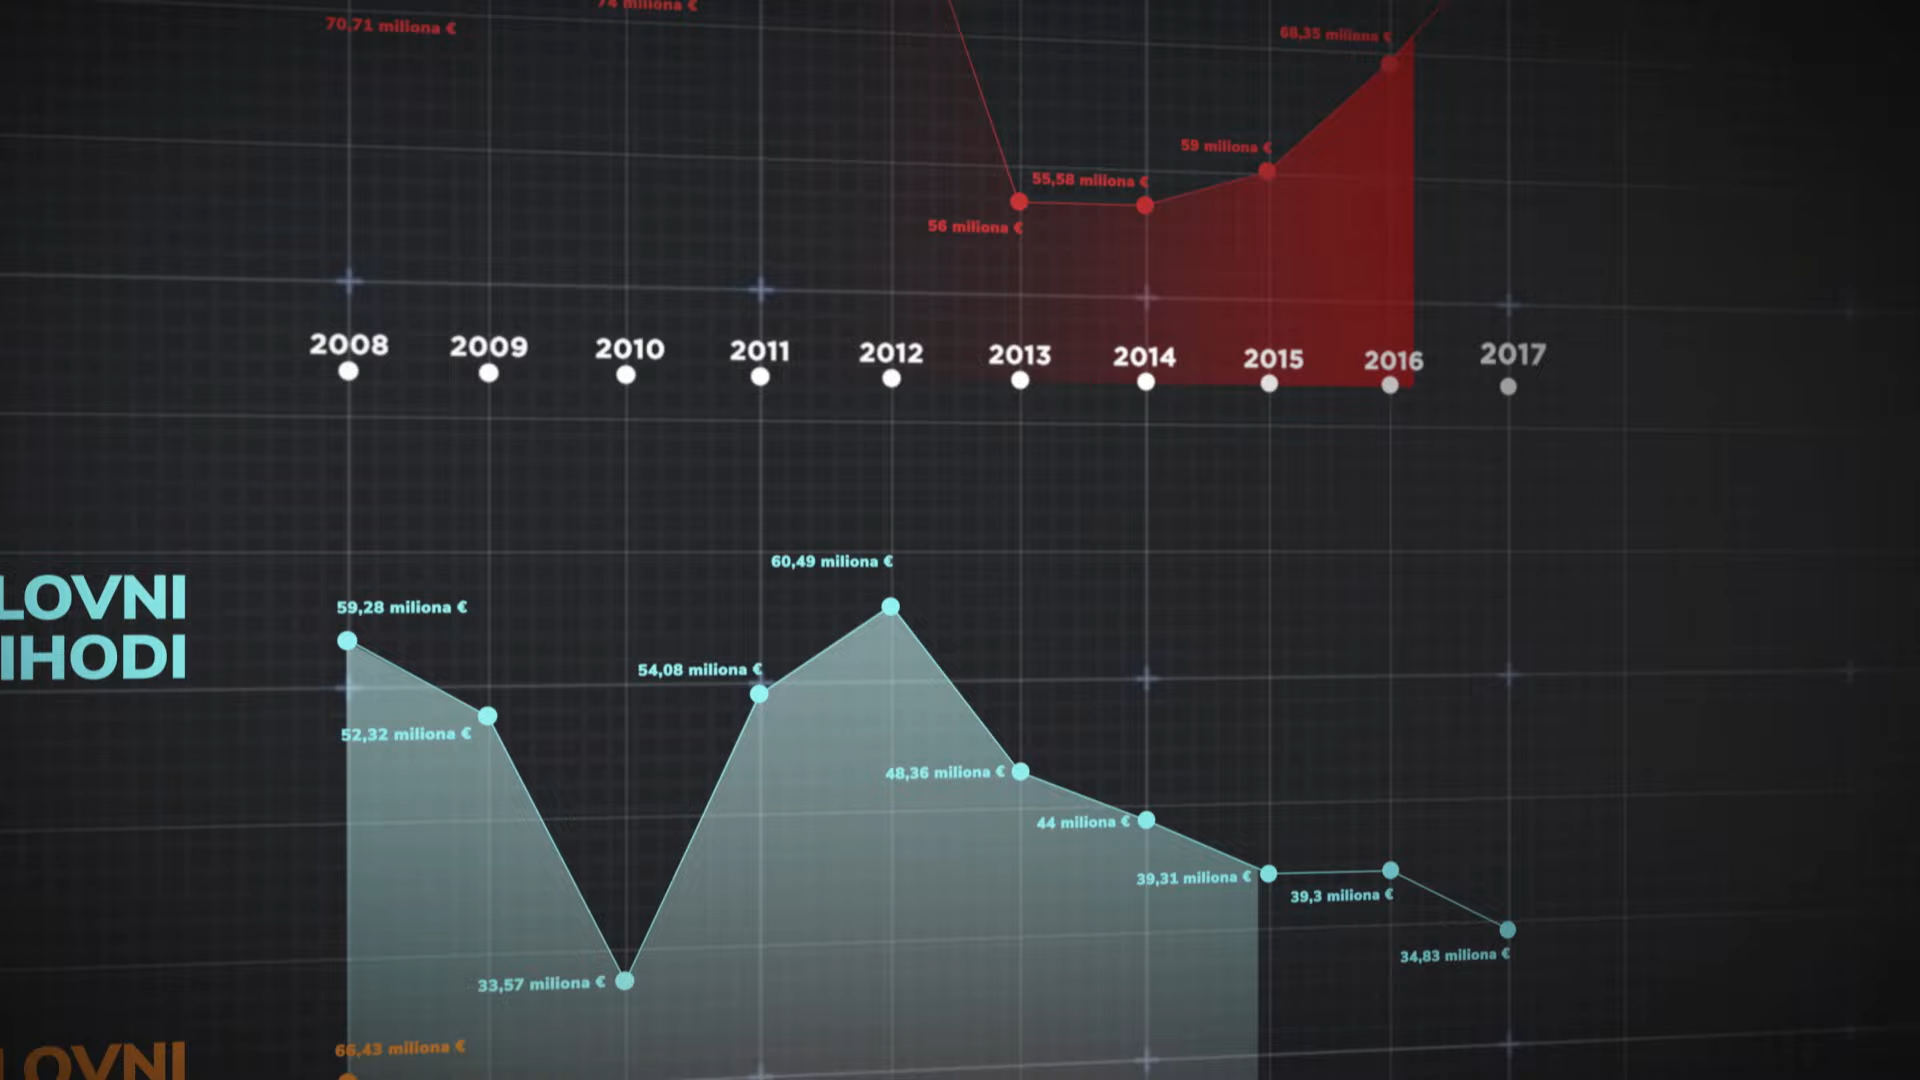 74 miliona €
70,71 miliona €
68,35 miliona €
59 miliona €
55,58 miliona €
56 miliona €
2008 2009 2010 2011 2012 2013 2014 2015 2016 2017
60,49 miliona €
59,28 miliona €
LOVNI
IHODI
54,08 miliona €
52,32 miliona €
48,36 miliona €
44 miliona €
39,31 miliona €
39,3 miliona €
34,83 miliona €
33,57 miliona €
66,43 miliona €
LOVNI